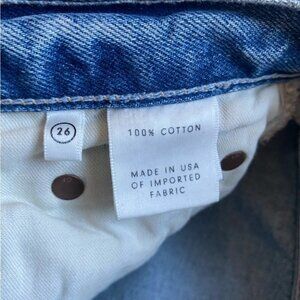 26
100% COTTON
MADE IN USA
OF IMPORTED
FABRIC